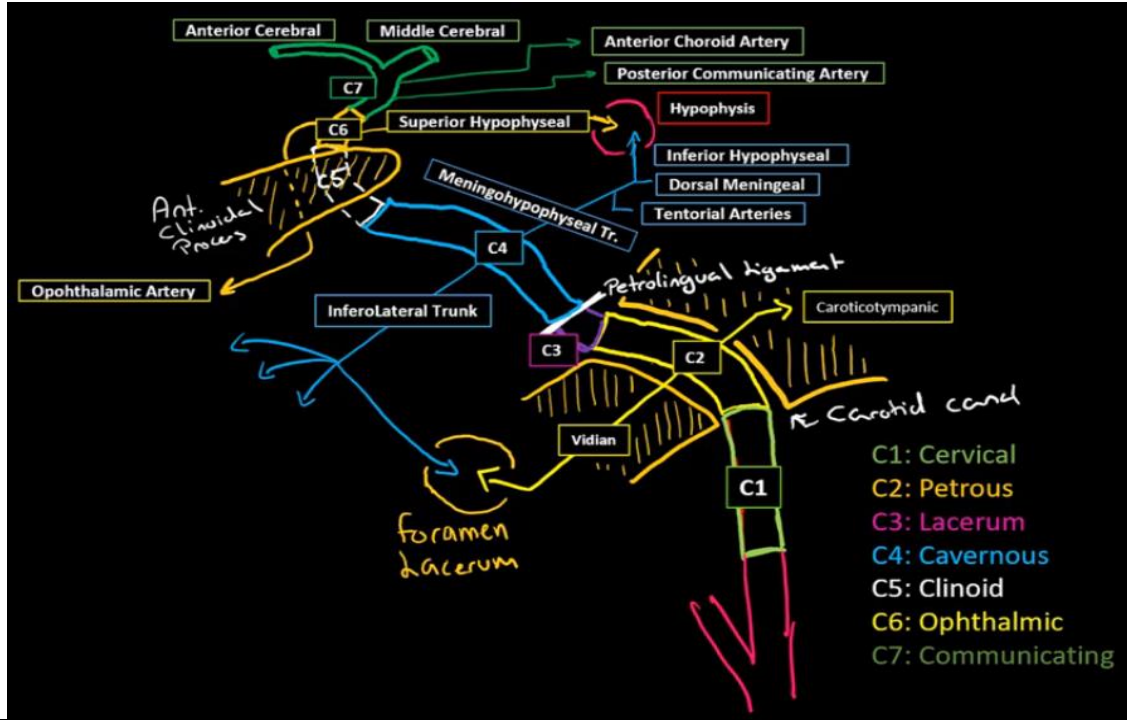 Anterior Cerebral
Middle Cerebral
Anterior Choroid Artery
Posterior Communicating Artery
C7
Hypophysis
C6
Superior Hypophyseal
Inferior Hypophyseal
C5
Meningohypophyseal Tr.
Dorsal Meningeal
Tentorial Arteries
Ant.
Clinoidal
Process
C4
Petrolingual Ligament
Opohthalamic Artery
InferoLateral Trunk
Caroticotympanic
C3
C2
Carotid canal
Vidian
C1
Foramen
Lacerum
C1: Cervical
C2: Petrous
C3: Lacerum
C4: Cavernous
C5: Clinoid
C6: Ophthalmic
C7: Communicating